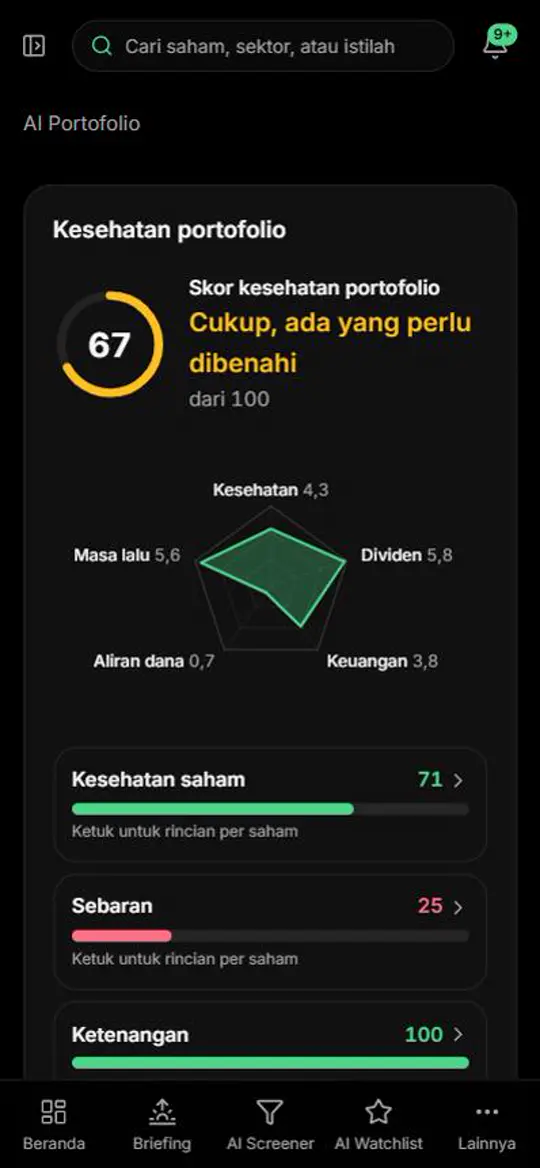 Cari saham, sektor, atau istilah
9+
AI Portofolio
Kesehatan portofolio
67
Skor kesehatan portofolio
Cukup, ada yang perlu
dibenahi
dari 100
Kesehatan 4,3
Masa lalu 5,6
Dividen 5,8
Aliran dana 0,7
Keuangan 3,8
Kesehatan saham 71
Ketuk untuk rincian per saham
Sebaran 25
Ketuk untuk rincian per saham
Ketenangan 100
Beranda Briefing AI Screener AI Watchlist Lainnya